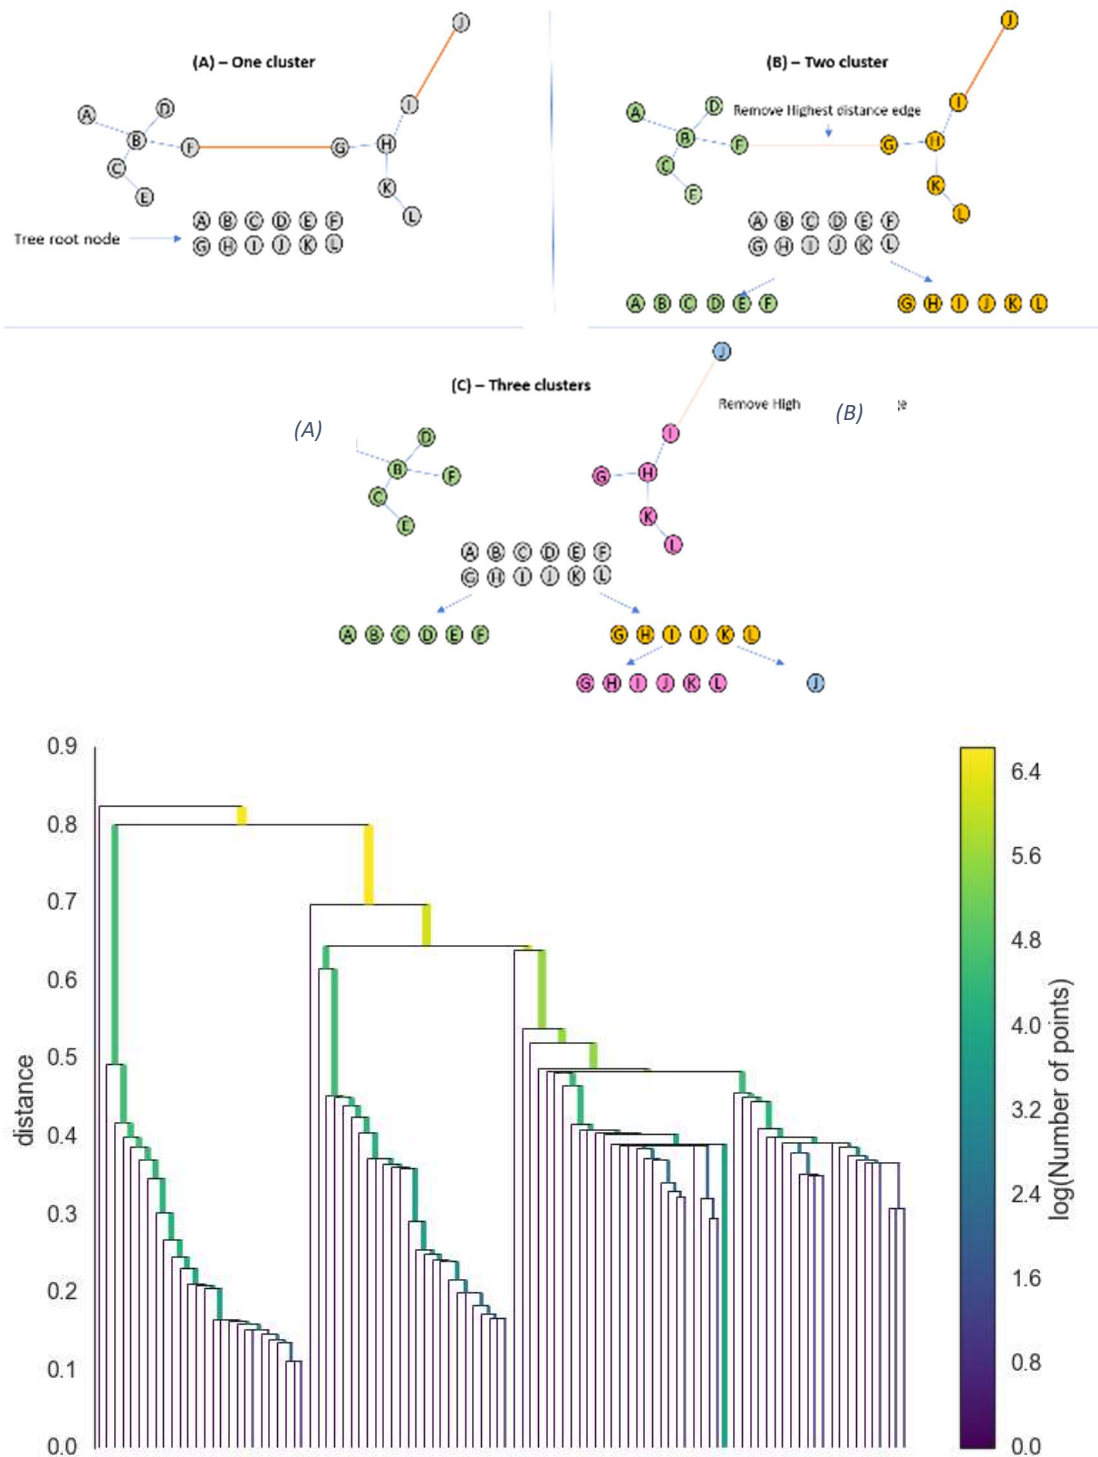 J
(A) – One cluster
I
A
D
B
F
G
H
C
E
K
L
A B C D E F
Tree root node
G H I J K L
J
(B) – Two cluster
Remove Highest distance edge
I
A
D
B
F
G
H
C
E
K
L
A B C D E F
G H I J K L
A B C D E F
G H I J K L
J
(C) – Three clusters
Remove High
(B)
(A)
D
I
B
F
G
H
C
E
K
L
A B C D E F
G H I J K L
A B C D E F
G H I J K L
G H I J K L
J
0.9
0.8
0.7
0.6
0.5
0.4
0.3
0.2
0.1
0.0
distance
6.4
5.6
4.8
4.0
3.2
2.4
1.6
0.8
0.0
log(Number of points)